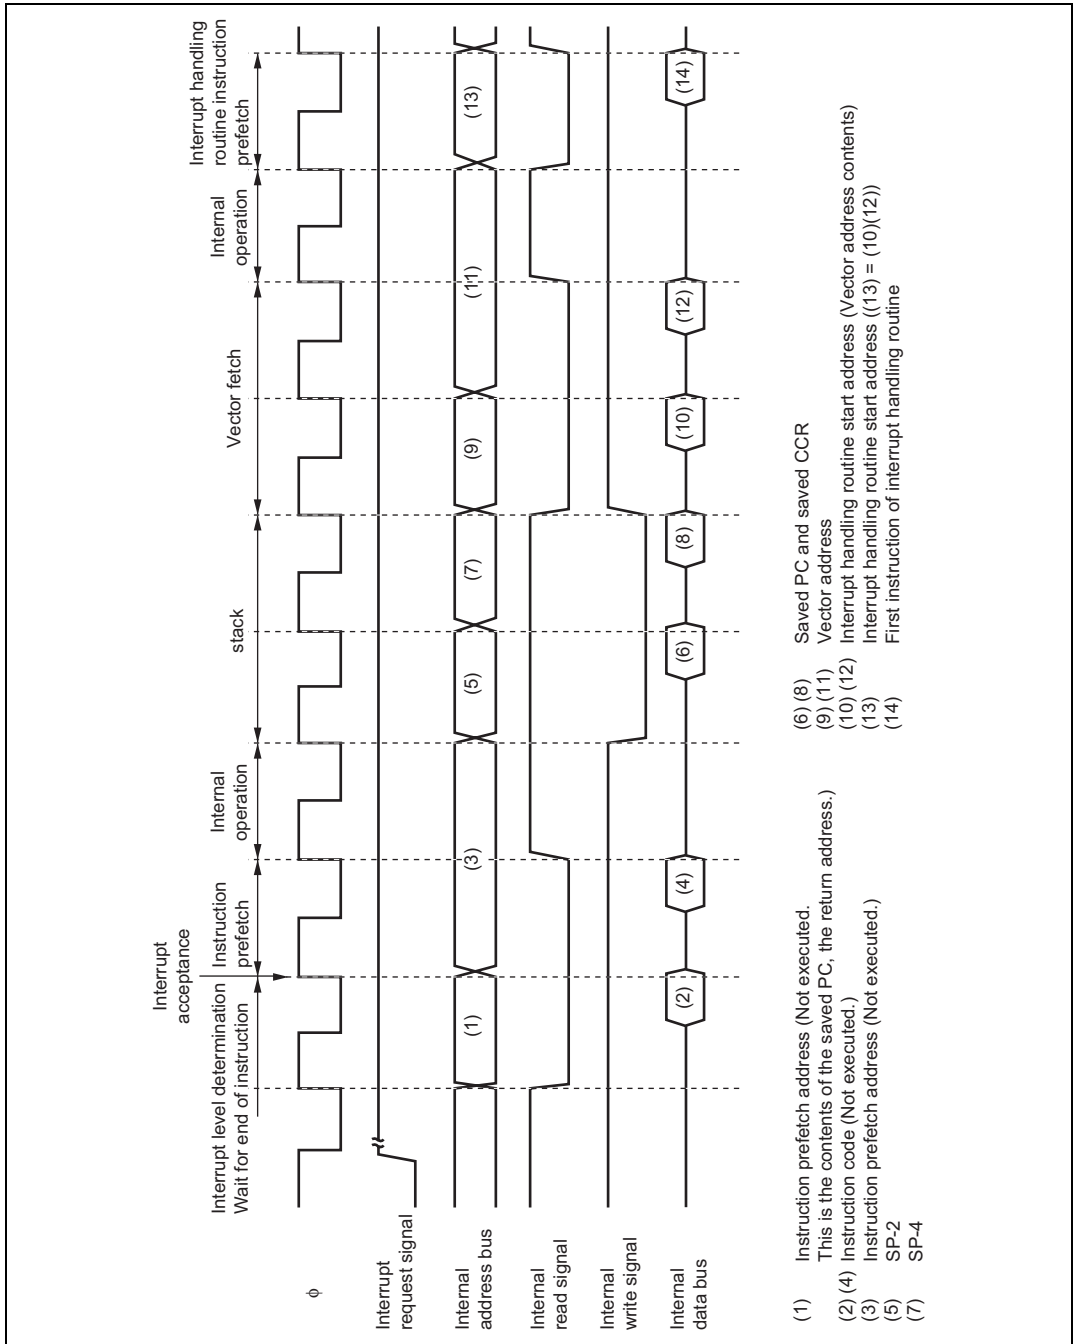 Interrupt level determination
Wait for end of instruction
Interrupt
acceptance
Instruction
prefetch
Internal
operation
stack
Vector fetch
Internal
operation
Interrupt handling
routine instruction
prefetch
φ
Interrupt
request signal
Internal
address bus
(1)
(3)
(5)
(7)
(9)
(11)
(13)
Internal
read signal
Internal
write signal
Internal
data bus
(2)
(4)
(6)
(8)
(10)
(12)
(14)
(1) Instruction prefetch address (Not executed.
This is the contents of the saved PC, the return address.)
(2) (4) Instruction code (Not executed.)
(3) Instruction prefetch address (Not executed.)
(5) SP-2
(7) SP-4
(6) (8) Saved PC and saved CCR
(9) (11) Vector address
(10) (12) Interrupt handling routine start address (Vector address contents)
(13) Interrupt handling routine start address ((13) = (10)(12))
(14) First instruction of interrupt handling routine